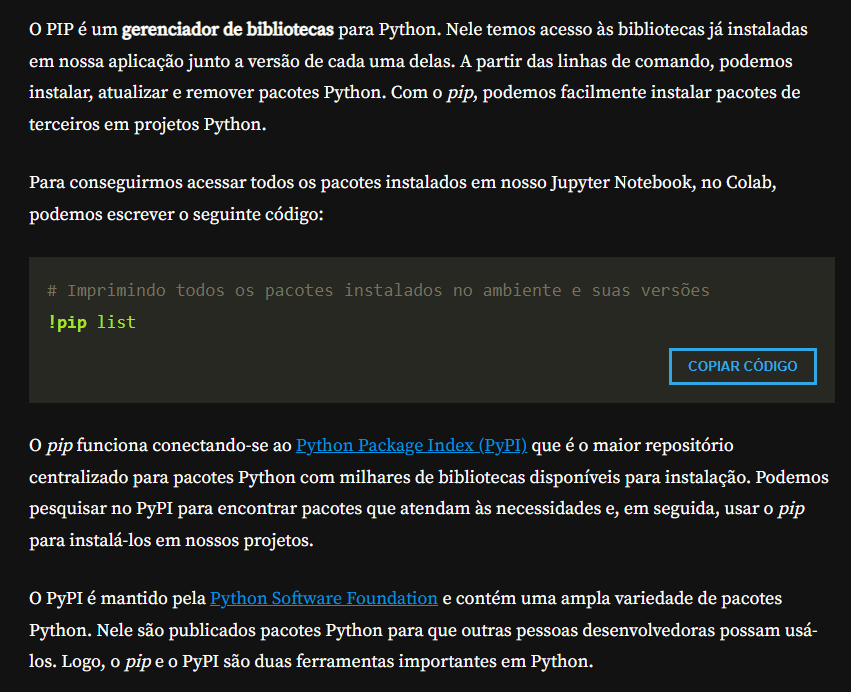 O PIP é um gerenciador de bibliotecas para Python. Nele temos acesso às bibliotecas já instaladas
em nossa aplicação junto a versão de cada uma delas. A partir das linhas de comando, podemos
instalar, atualizar e remover pacotes Python. Com o pip, podemos facilmente instalar pacotes de
terceiros em projetos Python.
Para conseguirmos acessar todos os pacotes instalados em nosso Jupyter Notebook, no Colab,
podemos escrever o seguinte código:
# Imprimindo todos os pacotes instalados no ambiente e suas versões
!pip list
COPIAR CÓDIGO
O pip funciona conectando-se ao Python Package Index (PyPI) que é o maior repositório
centralizado para pacotes Python com milhares de bibliotecas disponíveis para instalação. Podemos
pesquisar no PyPI para encontrar pacotes que atendam às necessidades e, em seguida, usar o pip
para instalá-los em nossos projetos.
O PyPI é mantido pela Python Software Foundation e contém uma ampla variedade de pacotes
Python. Nele são publicados pacotes Python para que outras pessoas desenvolvedoras possam usá-
los. Logo, o pip e o PyPI são duas ferramentas importantes em Python.